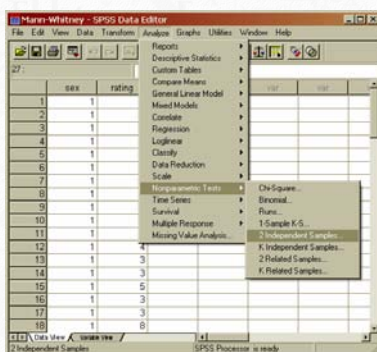 Mann-Whitney - SPSS Data Editor
File Edit View Data Transform Analyze Graphs Utilities Window Help
27 :
Reports
Descriptive Statistics
Custom Tables
Compare Means
General Linear Model
Mixed Models
Correlate
Regression
Loglinear
Classify
Data Reduction
Scale
Nonparametric Tests
Time Series
Survival
Multiple Response
Missing Value Analysis...
Chi-Square...
Binomial...
Runs...
1-Sample K-S...
2 Independent Samples...
K Independent Samples...
2 Related Samples...
K Related Samples...
sex rating var var
1 1
2 1
3 1
4 1
5 1
6 1
7 1
8 1
9 1
10 1
11 1
12 1 4
13 1 3
14 1 3
15 1 5
16 1 3
17 1 3
18 1 8
Data View Variable View
2 Independent Samples SPSS Processor is ready